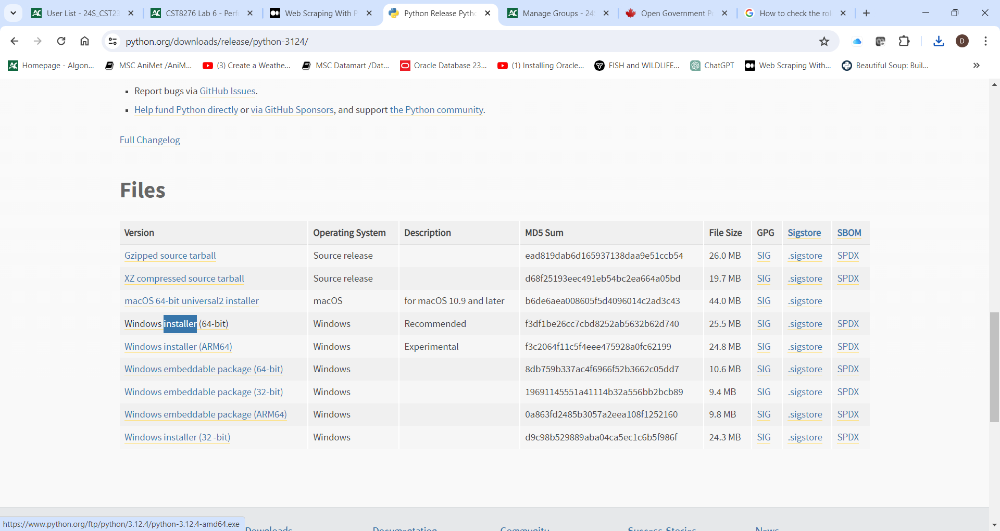 User List - 24S_CST23
CST8276 Lab 6 - Perf
Web Scraping With P
Python Release Pytho
Manage Groups - 24
Open Government Po
How to check the rol
python.org/downloads/release/python-3124/
D
Homepage - Algon...
MSC AniMet /AniM...
(3) Create a Weathe...
MSC Datamart /Dat...
Oracle Database 23...
(1) Installing Oracle...
FISH and WILDLIFE...
ChatGPT
Web Scraping With...
Beautiful Soup: Buil...
Report bugs via GitHub Issues.
Help fund Python directly or via GitHub Sponsors, and support the Python community.
Full Changelog
Files
Version Operating System Description MD5 Sum File Size GPG Sigstore SBOM
Gzipped source tarball Source release ead819dab6d165937138daa9e51ccb54 26.0 MB SIG .sigstore SPDX
XZ compressed source tarball Source release d68f25193eec491eb54bc2ea664a05bd 19.7 MB SIG .sigstore SPDX
macOS 64-bit universal2 installer macOS for macOS 10.9 and later b6de6aea008605f5d4096014c2ad3c43 44.0 MB SIG .sigstore
Windows installer (64-bit) Windows Recommended f3df1be26cc7cbd8252ab5632b62d740 25.5 MB SIG .sigstore SPDX
Windows installer (ARM64) Windows Experimental f3c2064f11c5f4eee475928a0fc62199 24.8 MB SIG .sigstore SPDX
Windows embeddable package (64-bit) Windows 8db759b337ac4f6966f52b3662c05dd7 10.6 MB SIG .sigstore SPDX
Windows embeddable package (32-bit) Windows 19691145551a41114b32a556bb2bcb89 9.4 MB SIG .sigstore SPDX
Windows embeddable package (ARM64) Windows 0a863fd2485b3057a2eea108f1252160 9.8 MB SIG .sigstore SPDX
Windows installer (32 -bit) Windows d9c98b529889aba04ca5ec1c6b5f986f 24.3 MB SIG .sigstore SPDX
https://www.python.org/ftp/python/3.12.4/python-3.12.4-amd64.exe
Downloads Documentation Community Success Stories News